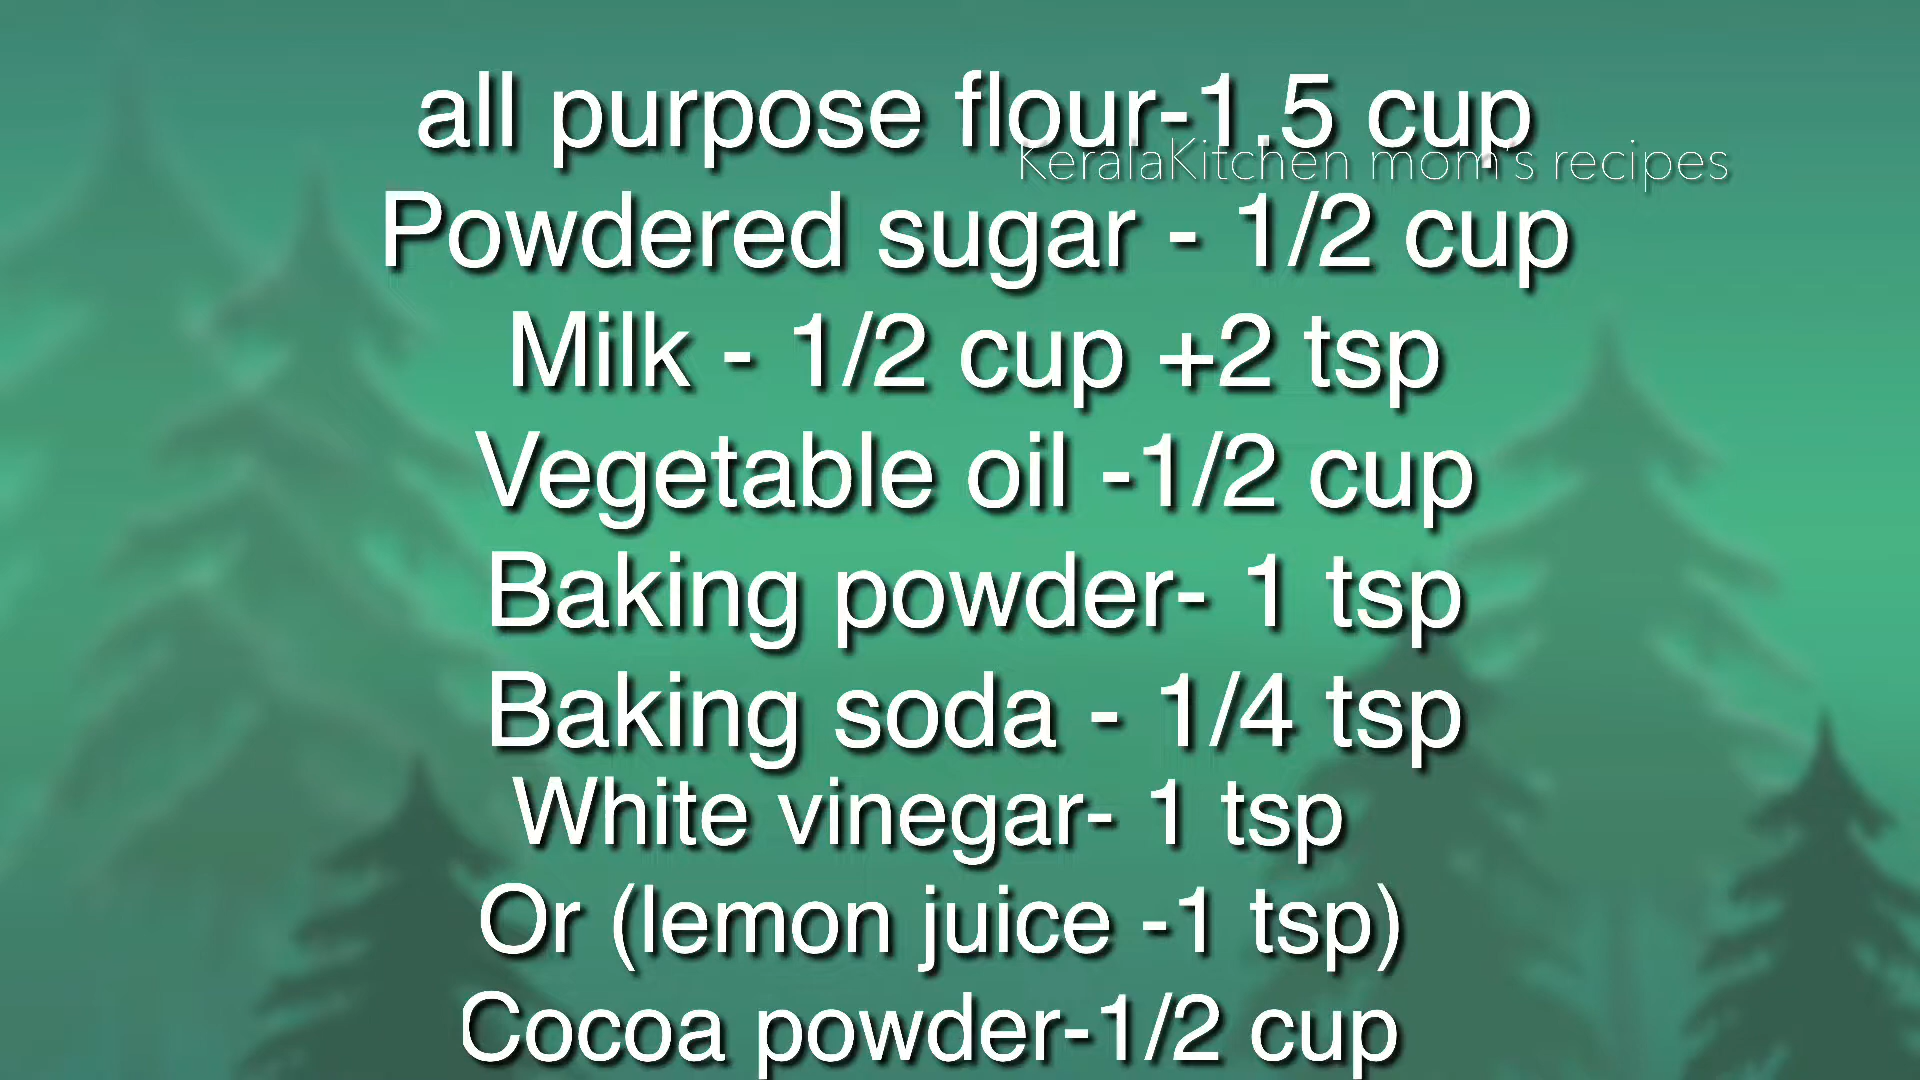 all purpose flour-1.5 cup
KeralaKitchen mom's recipes
Powdered sugar - 1/2 cup
Milk - 1/2 cup +2 tsp
Vegetable oil -1/2 cup
Baking powder- 1 tsp
Baking soda - 1/4 tsp
White vinegar- 1 tsp
Or (lemon juice -1 tsp)
Cocoa powder-1/2 cup